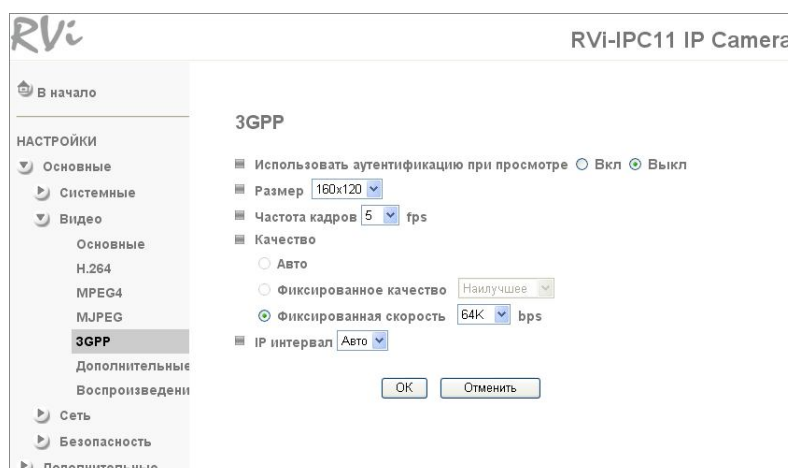 RVi
RVi-IPC11 IP Camera
В начало
НАСТРОЙКИ
Основные
Системные
Видео
Основные
H.264
MPEG4
MJPEG
3GPP
Дополнительные
Воспроизведени
Сеть
Безопасность
Дополнительные
3GPP
Использовать аутентификацию при просмотре Вкл Выкл
Размер 160x120
Частота кадров 5 fps
Качество
Авто
Фиксированное качество Наилучшее
Фиксированная скорость 64K bps
IP интервал Авто
ОК Отменить